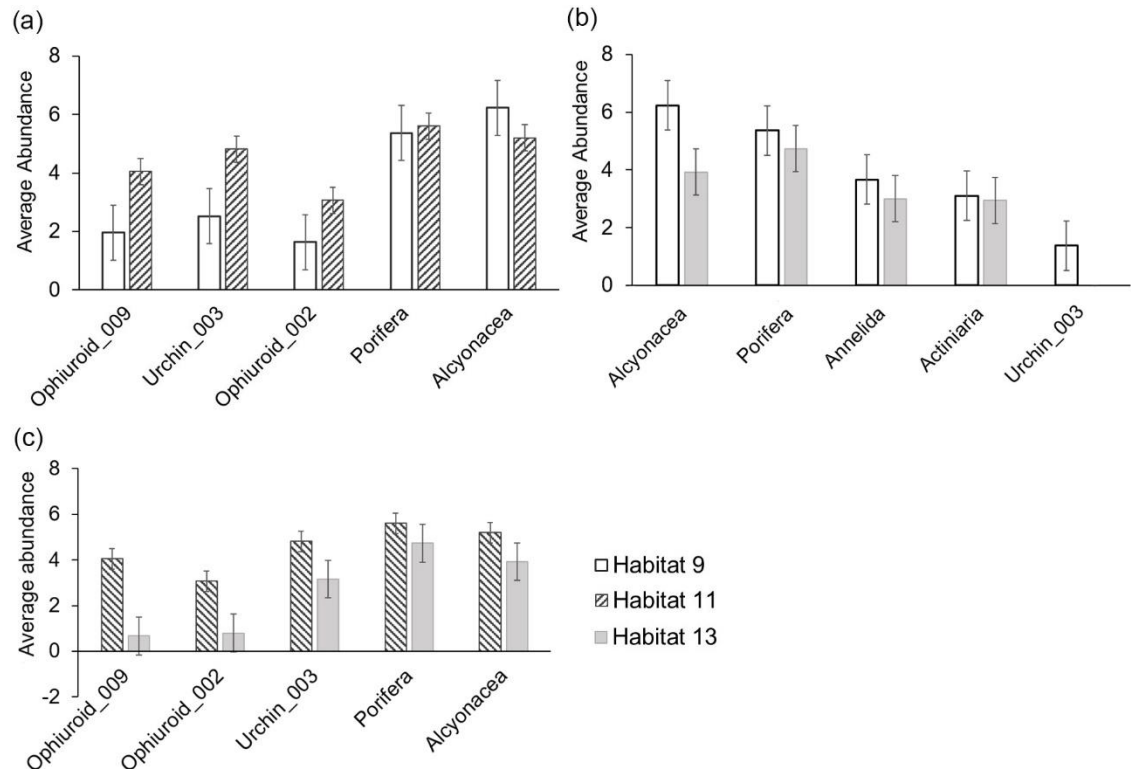 (a)
Average Abundance
8
6
4
2
0
Ophiuroid_009
Urchin_003
Ophiuroid_002
Porifera
Alcyonacea
(b)
Average Abundance
8
6
4
2
0
Alcyonacea
Porifera
Annelida
Actiniaria
Urchin_003
(c)
Average abundance
8
6
4
2
0
-2
Ophiuroid_009
Ophiuroid_002
Urchin_003
Porifera
Alcyonacea
Habitat 9
Habitat 11
Habitat 13